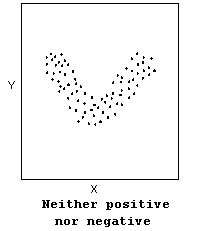 Y
X
Neither positive
nor negative